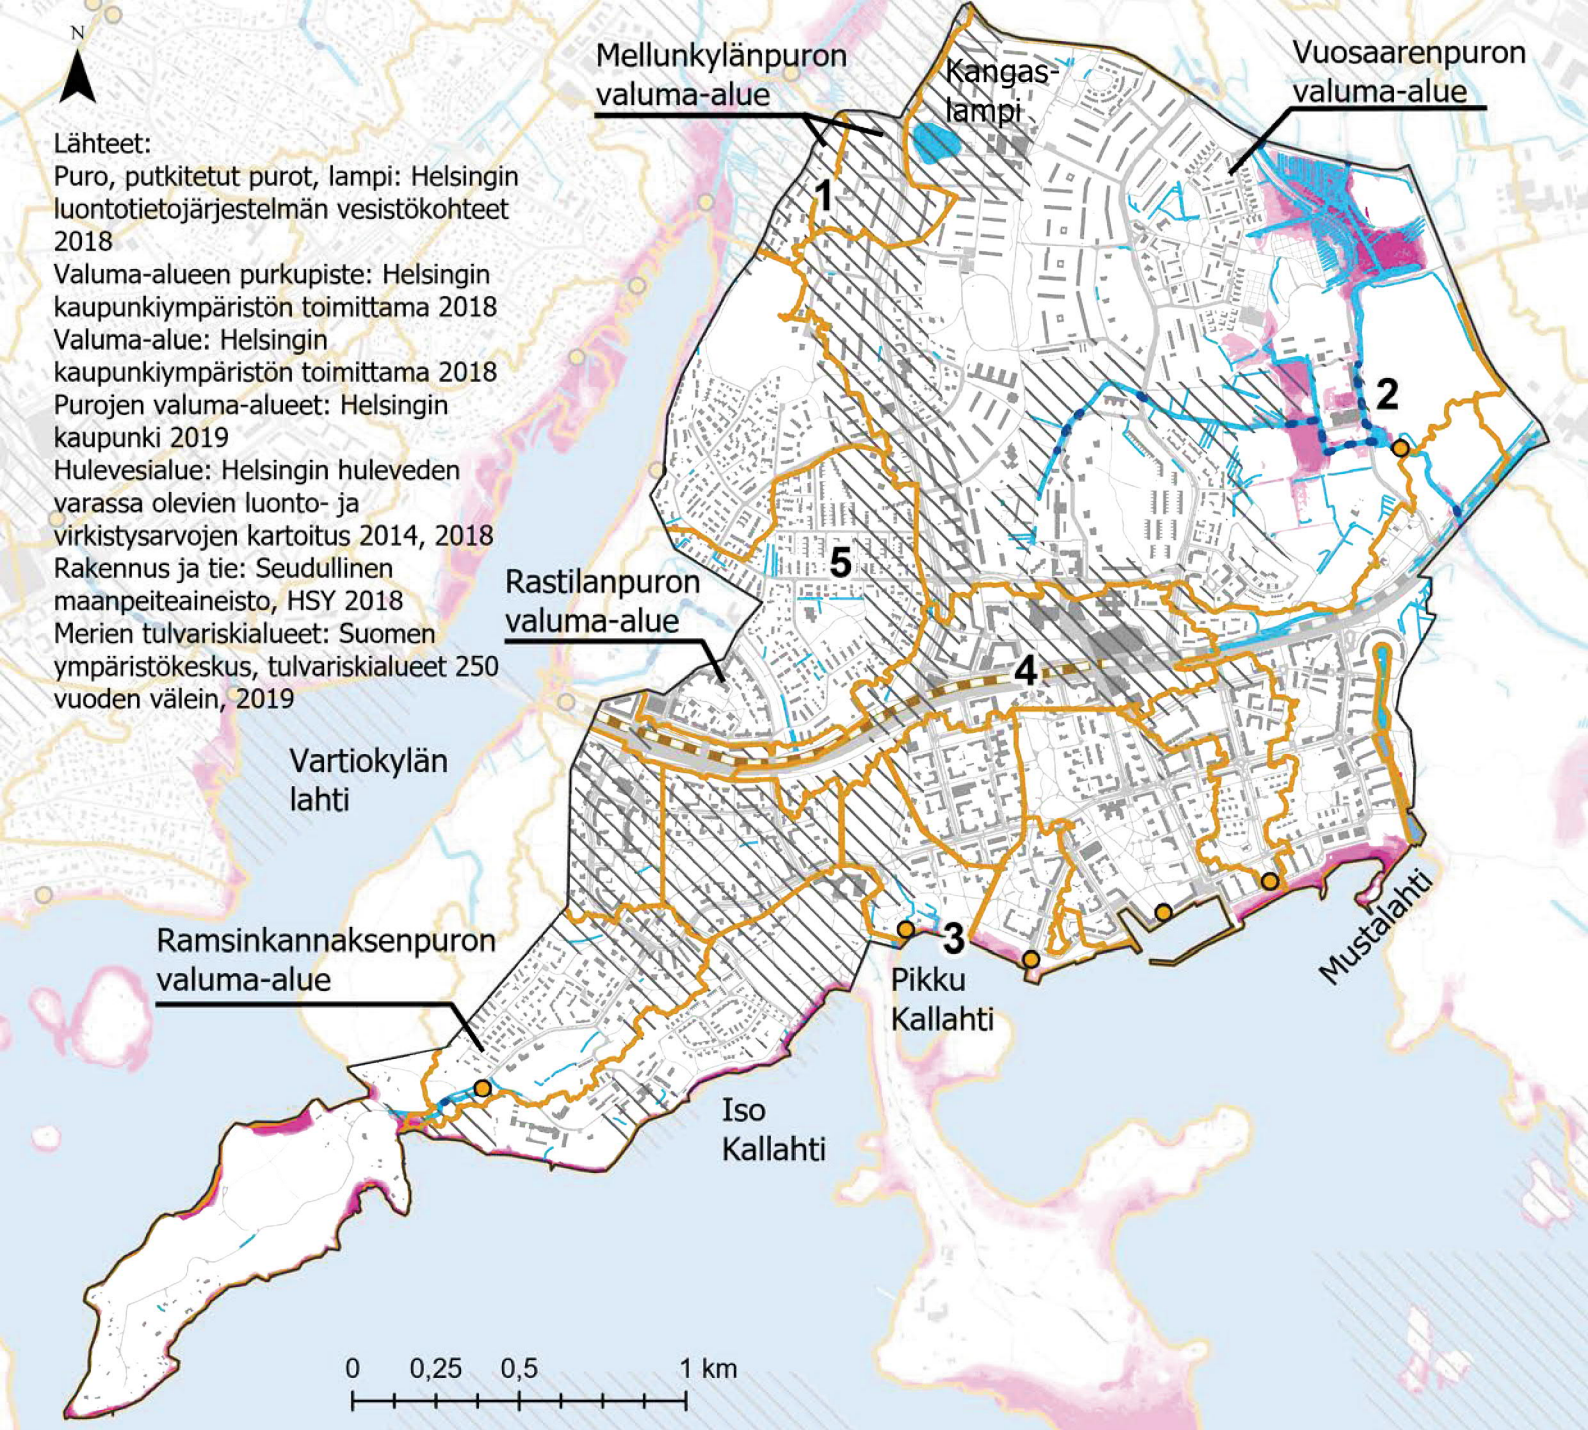 N
Mellunkylänpuron
valuma-alue
Kangas-
lampi
Vuosaarenpuron
valuma-alue
Lähteet:
Puro, putkitetut purot, lampi: Helsingin
luontotietojärjestelmän vesistökohteet
2018
Valuma-alueen purkupiste: Helsingin
kaupunkiympäristön toimittama 2018
Valuma-alue: Helsingin
kaupunkiympäristön toimittama 2018
Purojen valuma-alueet: Helsingin
kaupunki 2019
Hulevesialue: Helsingin huleveden
varassa olevien luonto- ja
virkistysarvojen kartoitus 2014, 2018
Rakennus ja tie: Seudullinen
maanpeiteaineisto, HSY 2018
Merien tulvariskialueet: Suomen
ympäristökeskus, tulvariskialueet 250
vuoden välein, 2019
1
2
5
Rastilanpuron
valuma-alue
4
Vartiokylän
lahti
Ramsinkannaksenpuron
valuma-alue
3
Pikku
Kallahti
Mustalahti
Iso
Kallahti
0 0,25 0,5 1 km